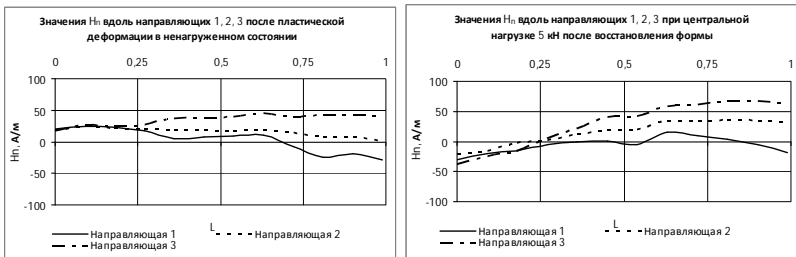 Значения Hn вдоль направляющих 1, 2, 3 после пластической
деформации в ненагруженном состоянии
0 0,25 0,5 0,75 1
100
50
0
-50
-100
Hn, А/м
L
Направляющая 1 Направляющая 2
Направляющая 3
Значения Hn вдоль направляющих 1, 2, 3 при центральной
нагрузке 5 кН после восстановления формы
0 0,25 0,5 0,75 1
100
50
0
-50
-100
Hn, А/м
L
Направляющая 1 Направляющая 2
Направляющая 3